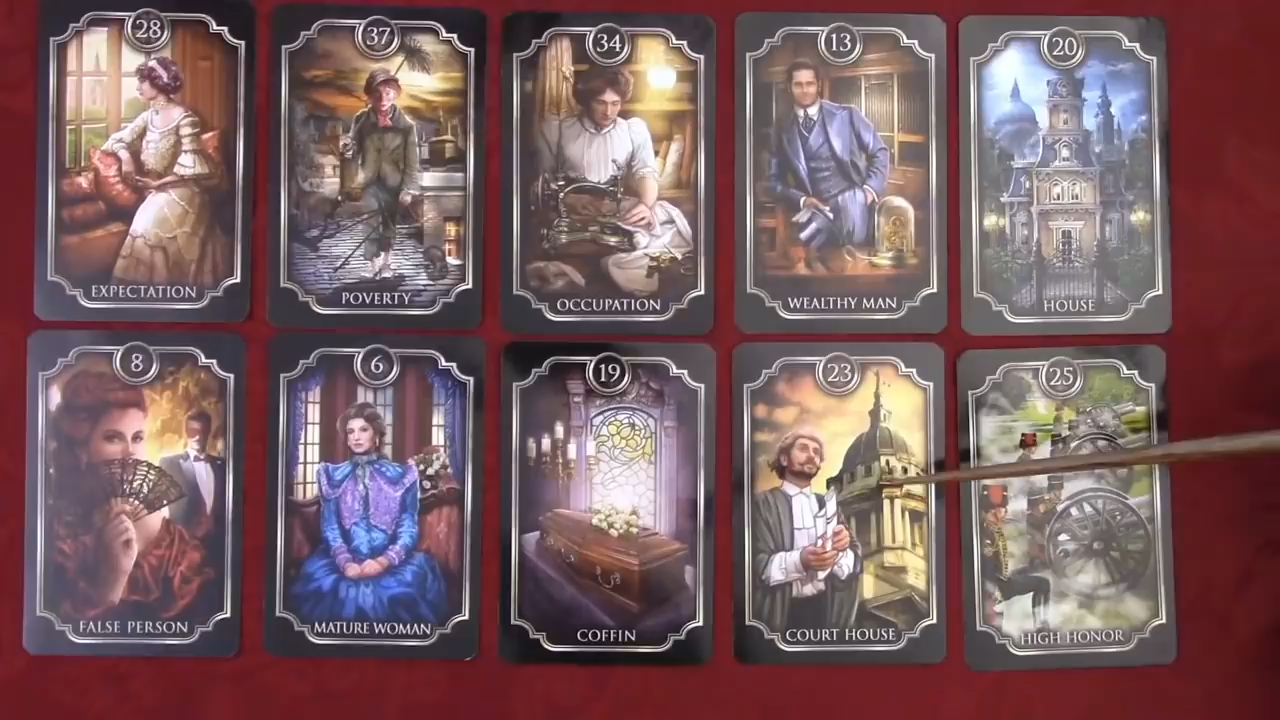 28
EXPECTATION
37
POVERTY
34
OCCUPATION
13
WEALTHY MAN
20
HOUSE
8
FALSE PERSON
6
MATURE WOMAN
19
COFFIN
23
COURT HOUSE
25
HIGH HONOR